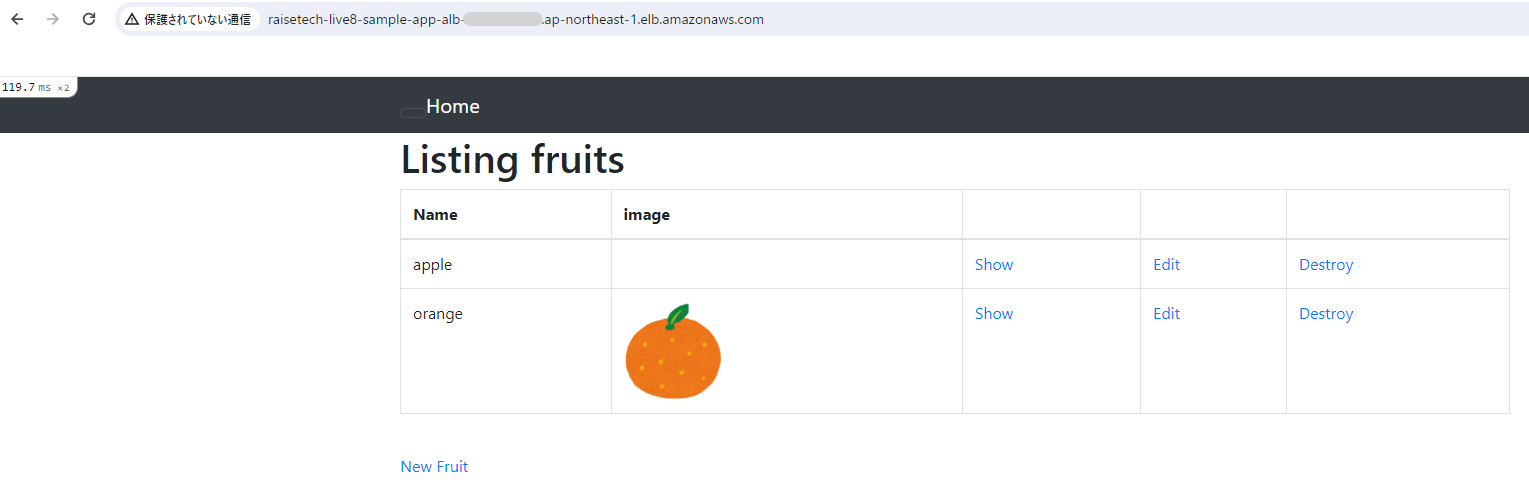 保護されていない通信 raisetech-live8-sample-app-alb- .ap-northeast-1.elb.amazonaws.com
119.7 ms ×2
Home
Listing fruits
Name image
apple Show Edit Destroy
orange Show Edit Destroy
New Fruit